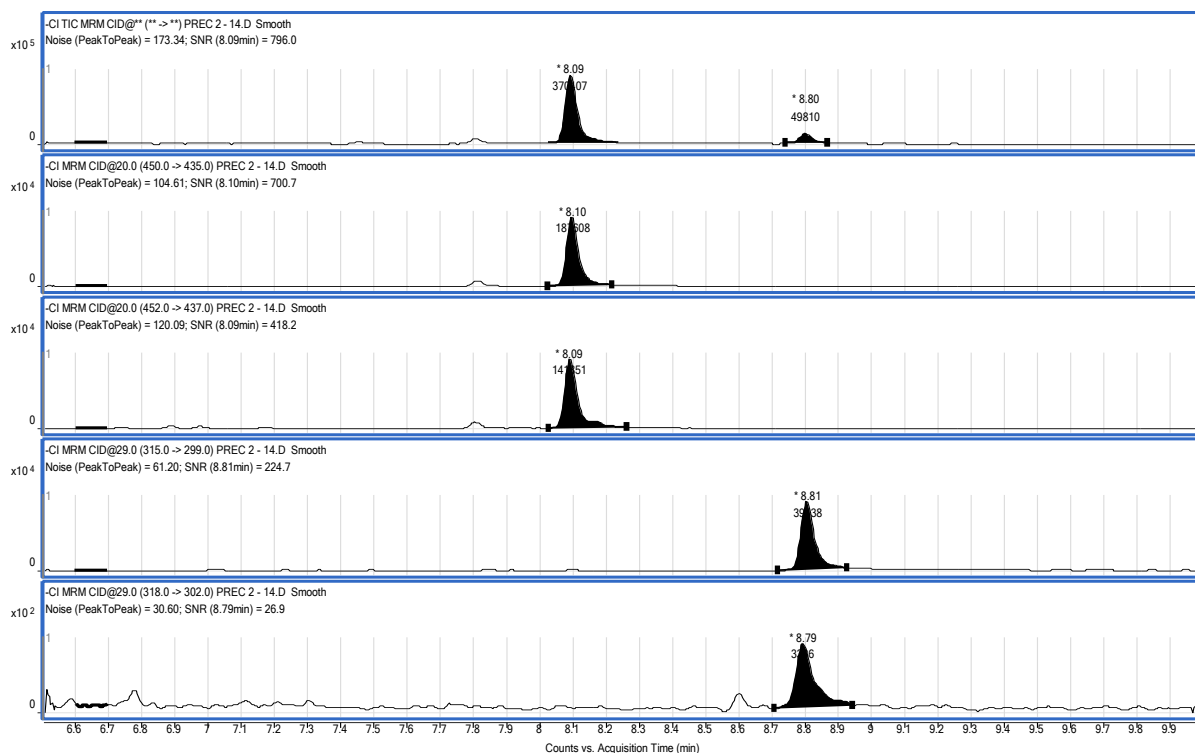 -CI TIC MRM CID@** (** -> **) PREC 2 - 14.D Smooth
Noise (PeakToPeak) = 173.34; SNR (8.09min) = 796.0
x10 5
1
* 8.09
* 8.80
49810
0
-CI MRM CID@20.0 (450.0 -> 435.0) PREC 2 - 14.D Smooth
Noise (PeakToPeak) = 104.61; SNR (8.10min) = 700.7
x10 4
1
* 8.10
0
-CI MRM CID@20.0 (452.0 -> 437.0) PREC 2 - 14.D Smooth
Noise (PeakToPeak) = 120.09; SNR (8.09min) = 418.2
x10 4
1
* 8.09
0
-CI MRM CID@29.0 (315.0 -> 299.0) PREC 2 - 14.D Smooth
Noise (PeakToPeak) = 61.20; SNR (8.81min) = 224.7
x10 4
1
* 8.81
0
-CI MRM CID@29.0 (318.0 -> 302.0) PREC 2 - 14.D Smooth
Noise (PeakToPeak) = 30.60; SNR (8.79min) = 26.9
x10 2
1
* 8.79
0
6.6 6.7 6.8 6.9 7 7.1 7.2 7.3 7.4 7.5 7.6 7.7 7.8 7.9 8 8.1 8.2 8.3 8.4 8.5 8.6 8.7 8.8 8.9 9 9.1 9.2 9.3 9.4 9.5 9.6 9.7 9.8 9.9
Counts vs. Acquisition Time (min)